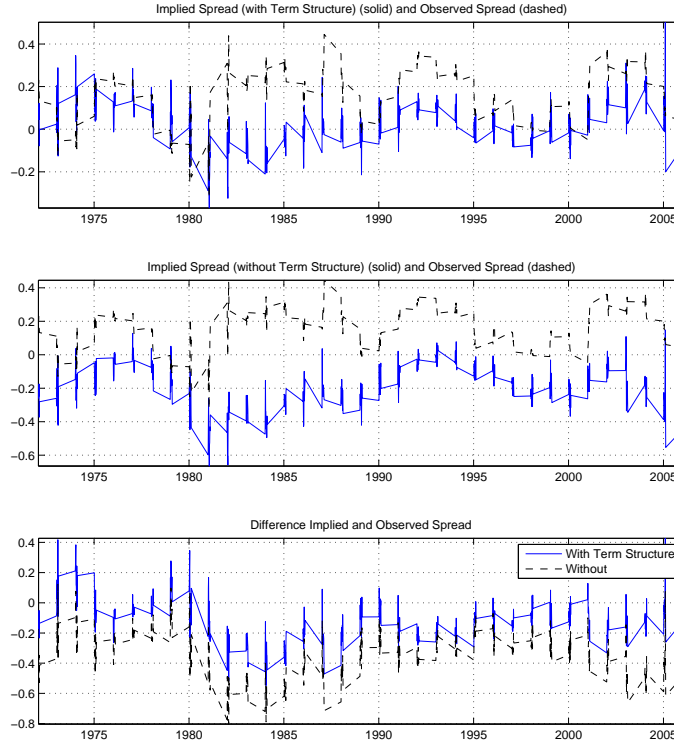 Implied Spread (with Term Structure) (solid) and Observed Spread (dashed)
0.4
0.2
0
−0.2
1975 1980 1985 1990 1995 2000 2005
Implied Spread (without Term Structure) (solid) and Observed Spread (dashed)
0.4
0.2
0
−0.2
−0.4
−0.6
1975 1980 1985 1990 1995 2000 2005
Difference Implied and Observed Spread
0.4
0.2
0
−0.2
−0.4
−0.6
−0.8
With Term Structure
Without
1975 1980 1985 1990 1995 2000 2005